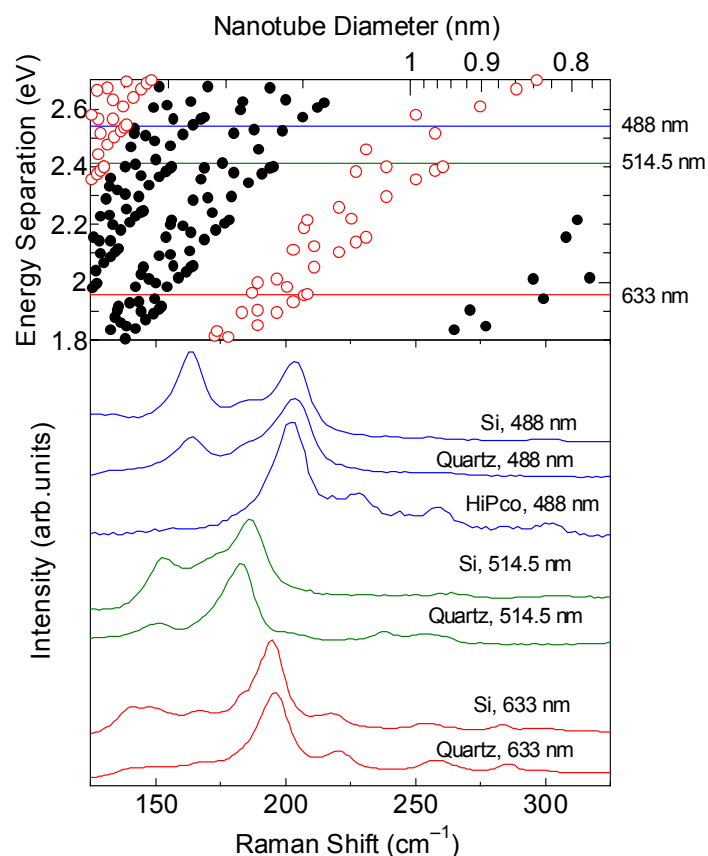 Nanotube Diameter (nm)
1 0.9 0.8
Energy Separation (eV)
2.6
2.4
2.2
2
1.8
488 nm
514.5 nm
633 nm
Intensity (arb.units)
Si, 488 nm
Quartz, 488 nm
HiPco, 488 nm
Si, 514.5 nm
Quartz, 514.5 nm
Si, 633 nm
Quartz, 633 nm
150 200 250 300
Raman Shift (cm⁻¹)